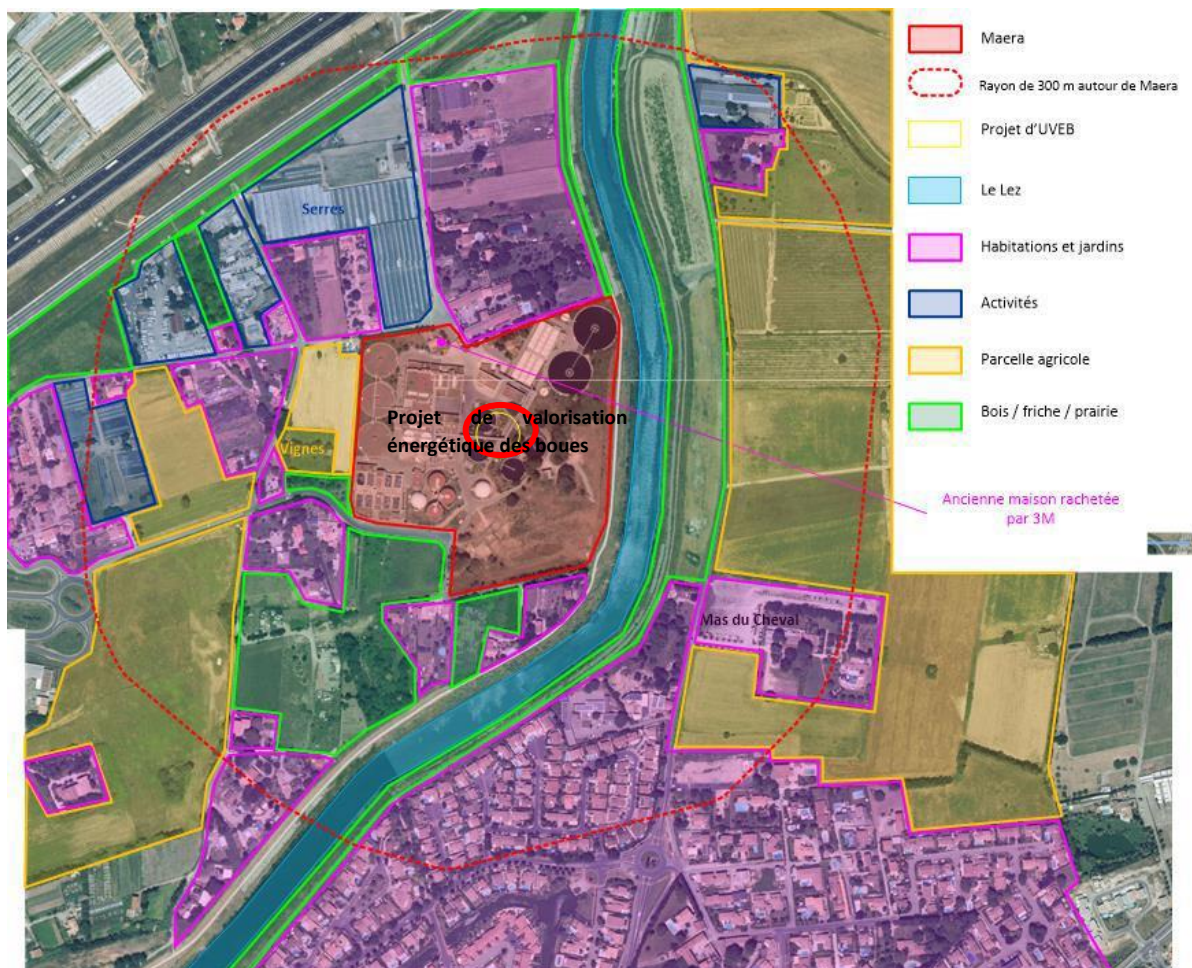 Maera
Rayon de 300 m autour de Maera
Projet d'UVEB
Le Lez
Habitations et jardins
Activités
Parcelle agricole
Bois / friche / prairie
Serres
Projet de valorisation
énergétique des boues
Vignes
Ancienne maison rachetée
par 3M
Mas du Cheval